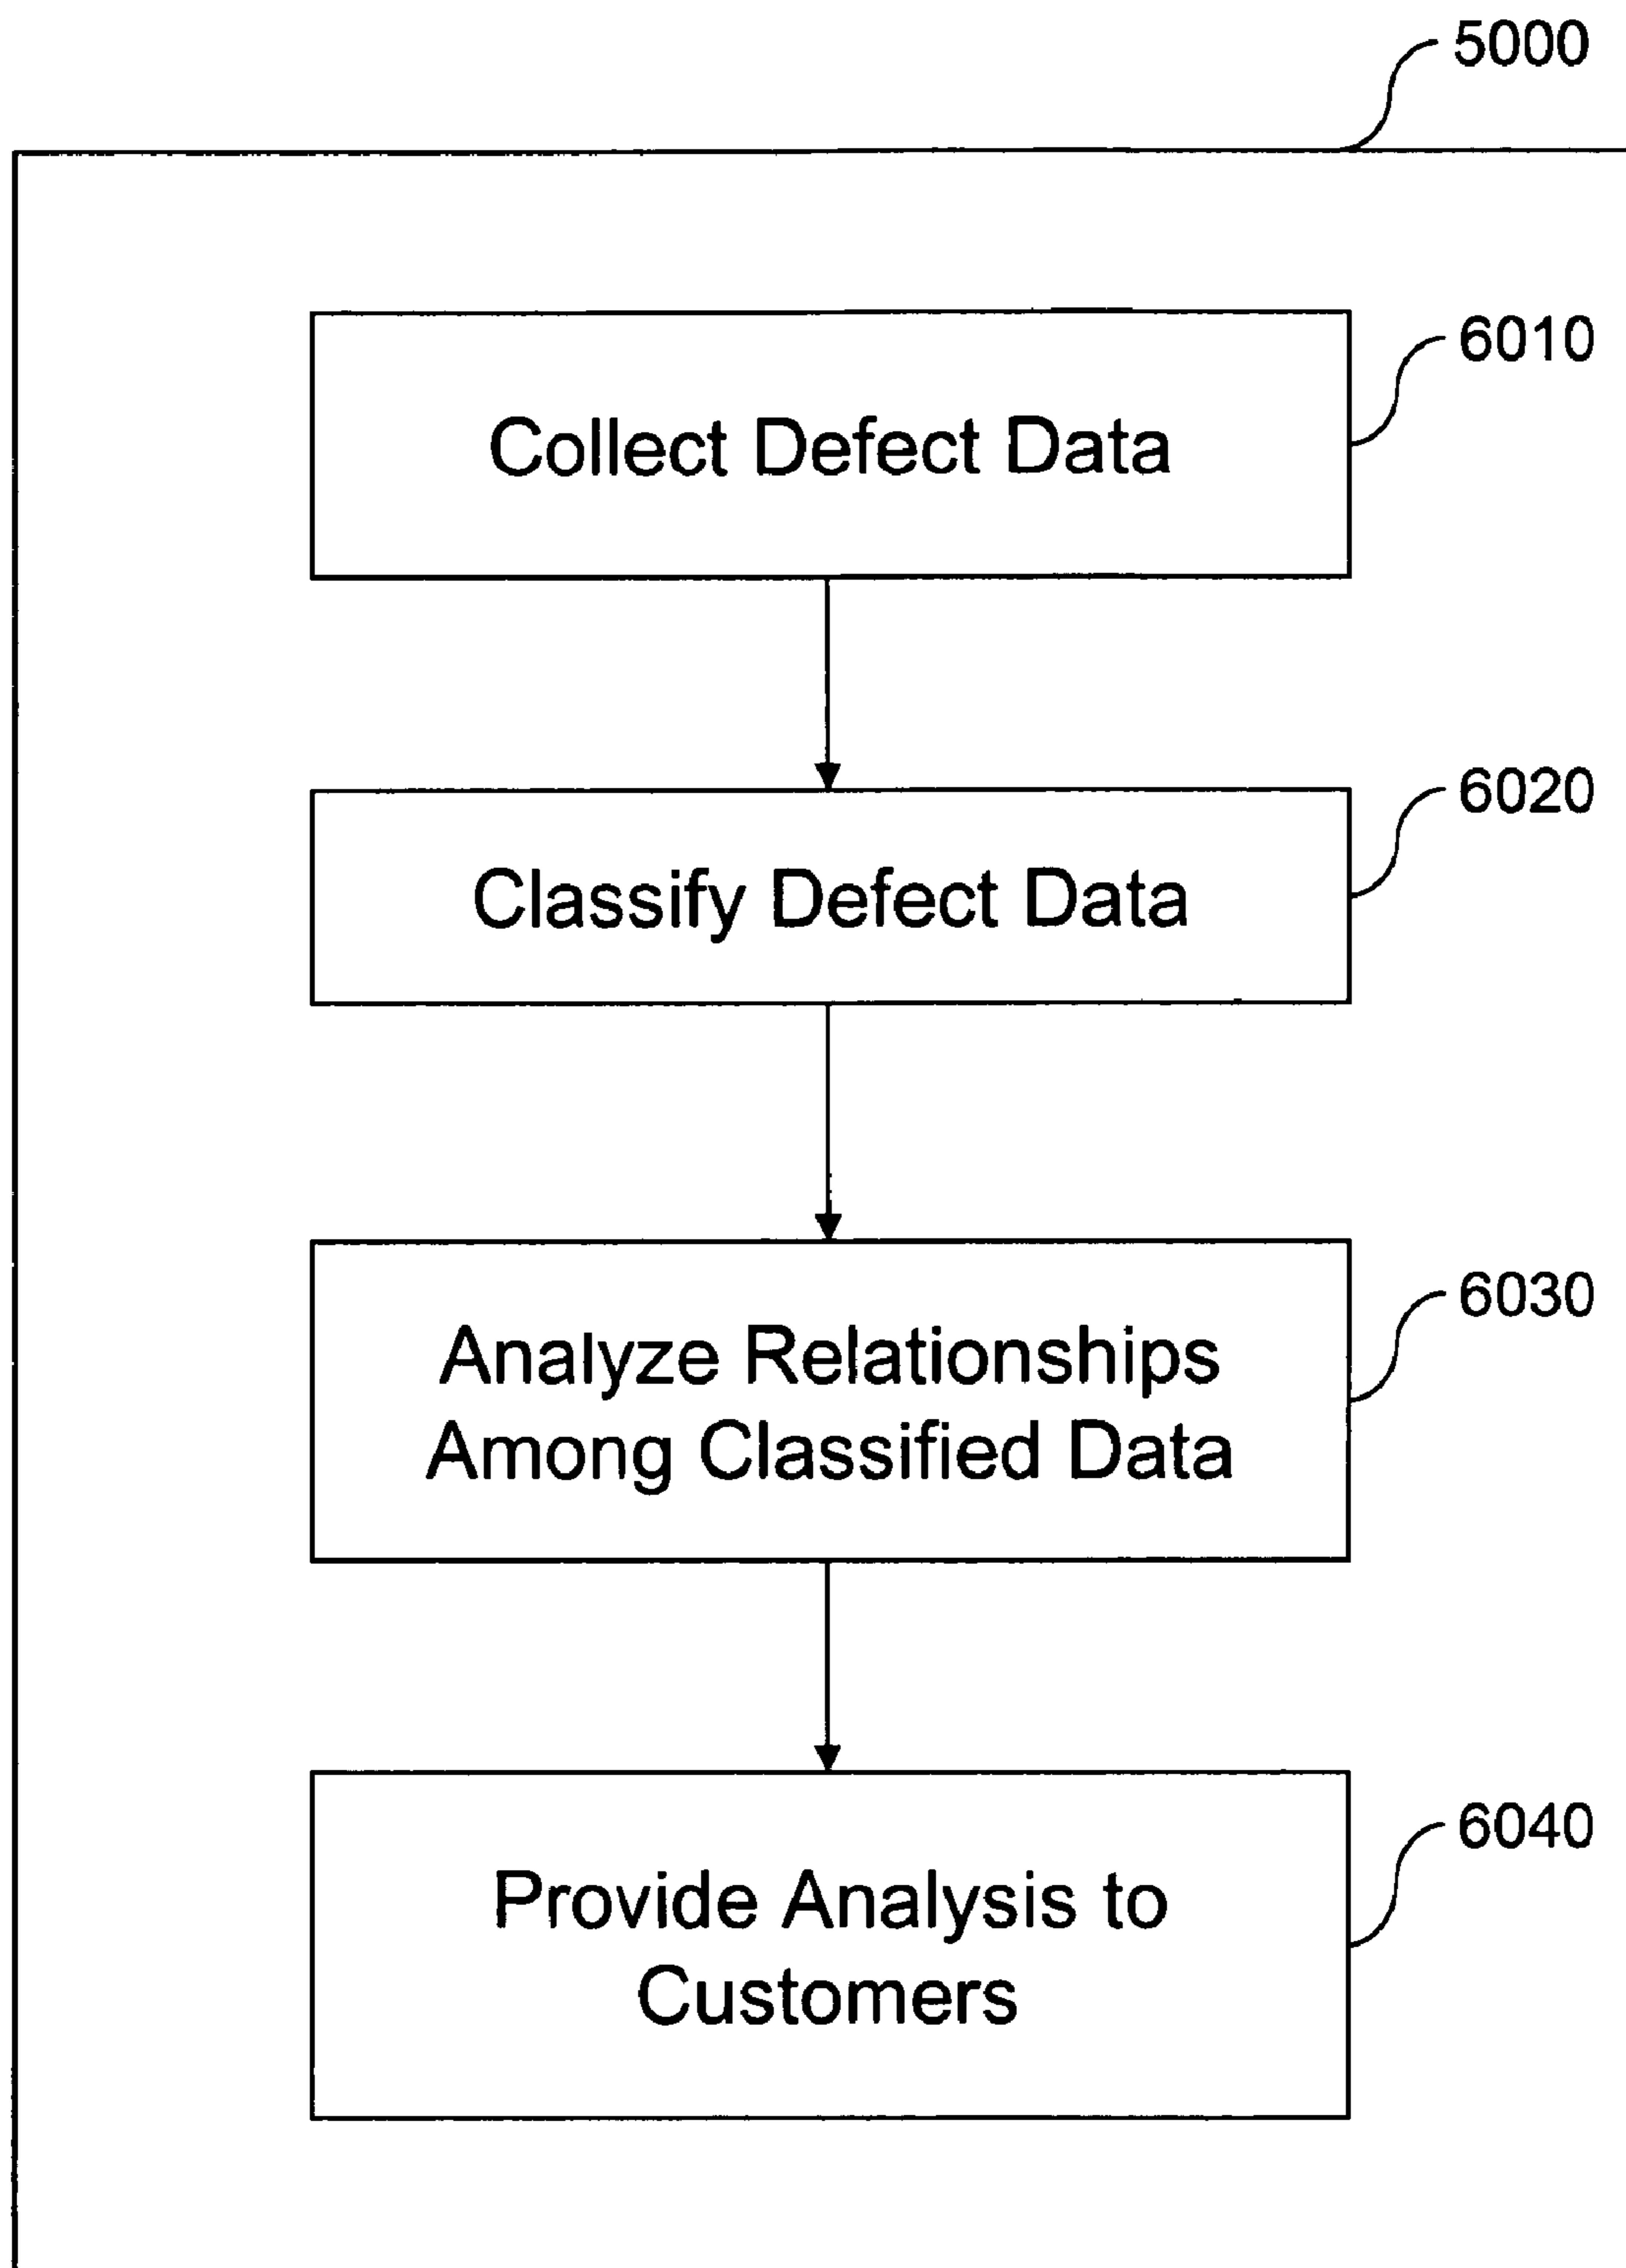 5000
6010
Collect Defect Data
6020
Classify Defect Data
6030
Analyze Relationships
Among Classified Data
6040
Provide Analysis to
Customers